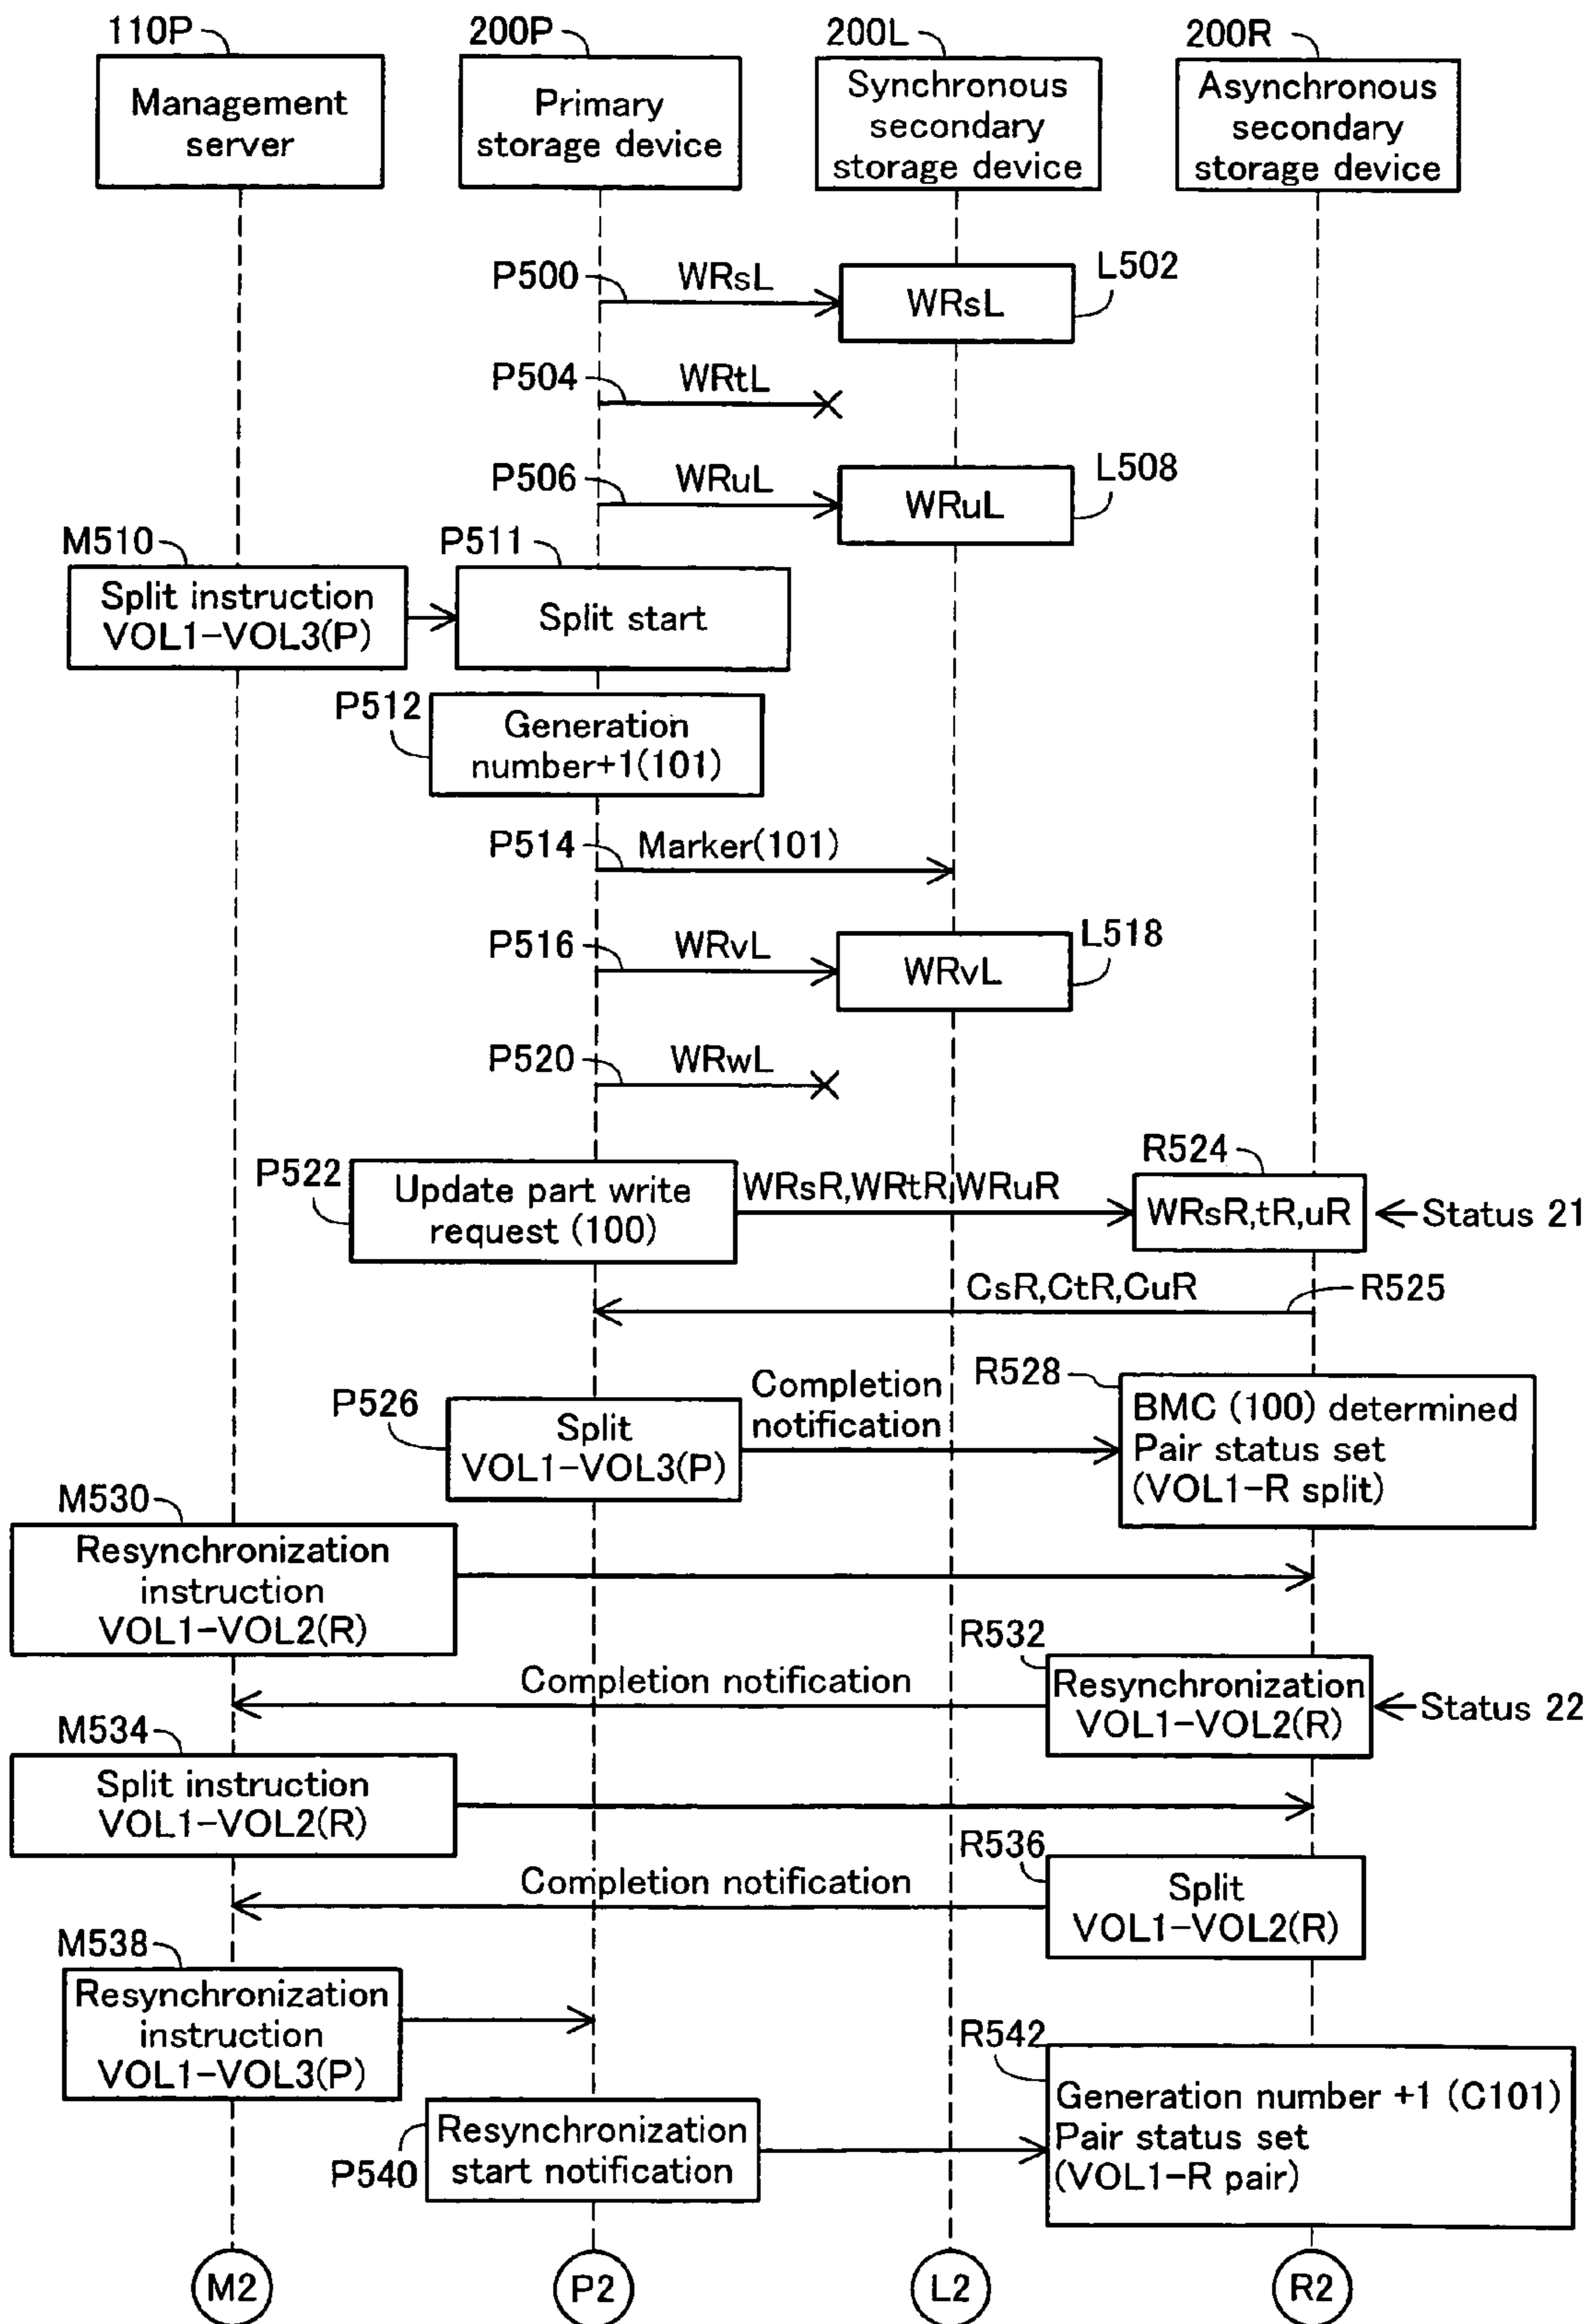 110P
200P
200L
200R
Management
server
Primary
storage device
Synchronous
secondary
storage device
Asynchronous
secondary
storage device
P500
WRsL
WRsL
L502
P504
WRtL
P506
WRuL
WRuL
L508
M510
Split instruction
VOL1-VOL3(P)
P511
Split start
P512
Generation
number+1(101)
P514
Marker(101)
P516
WRvL
WRvL
L518
P520
WRwL
P522
Update part write
request (100)
WRsR,WRtR,WRuR
R524
WRsR,tR,uR
Status 21
CsR,CtR,CuR
R525
P526
Split
VOL1-VOL3(P)
Completion
notification
R528
BMC (100) determined
Pair status set
(VOL1-R split)
M530
Resynchronization
instruction
VOL1-VOL2(R)
R532
Resynchronization
VOL1-VOL2(R)
Status 22
Completion notification
M534
Split instruction
VOL1-VOL2(R)
R536
Split
VOL1-VOL2(R)
Completion notification
M538
Resynchronization
instruction
VOL1-VOL3(P)
P540
Resynchronization
start notification
R542
Generation number +1 (C101)
Pair status set
(VOL1-R pair)
M2
P2
L2
R2